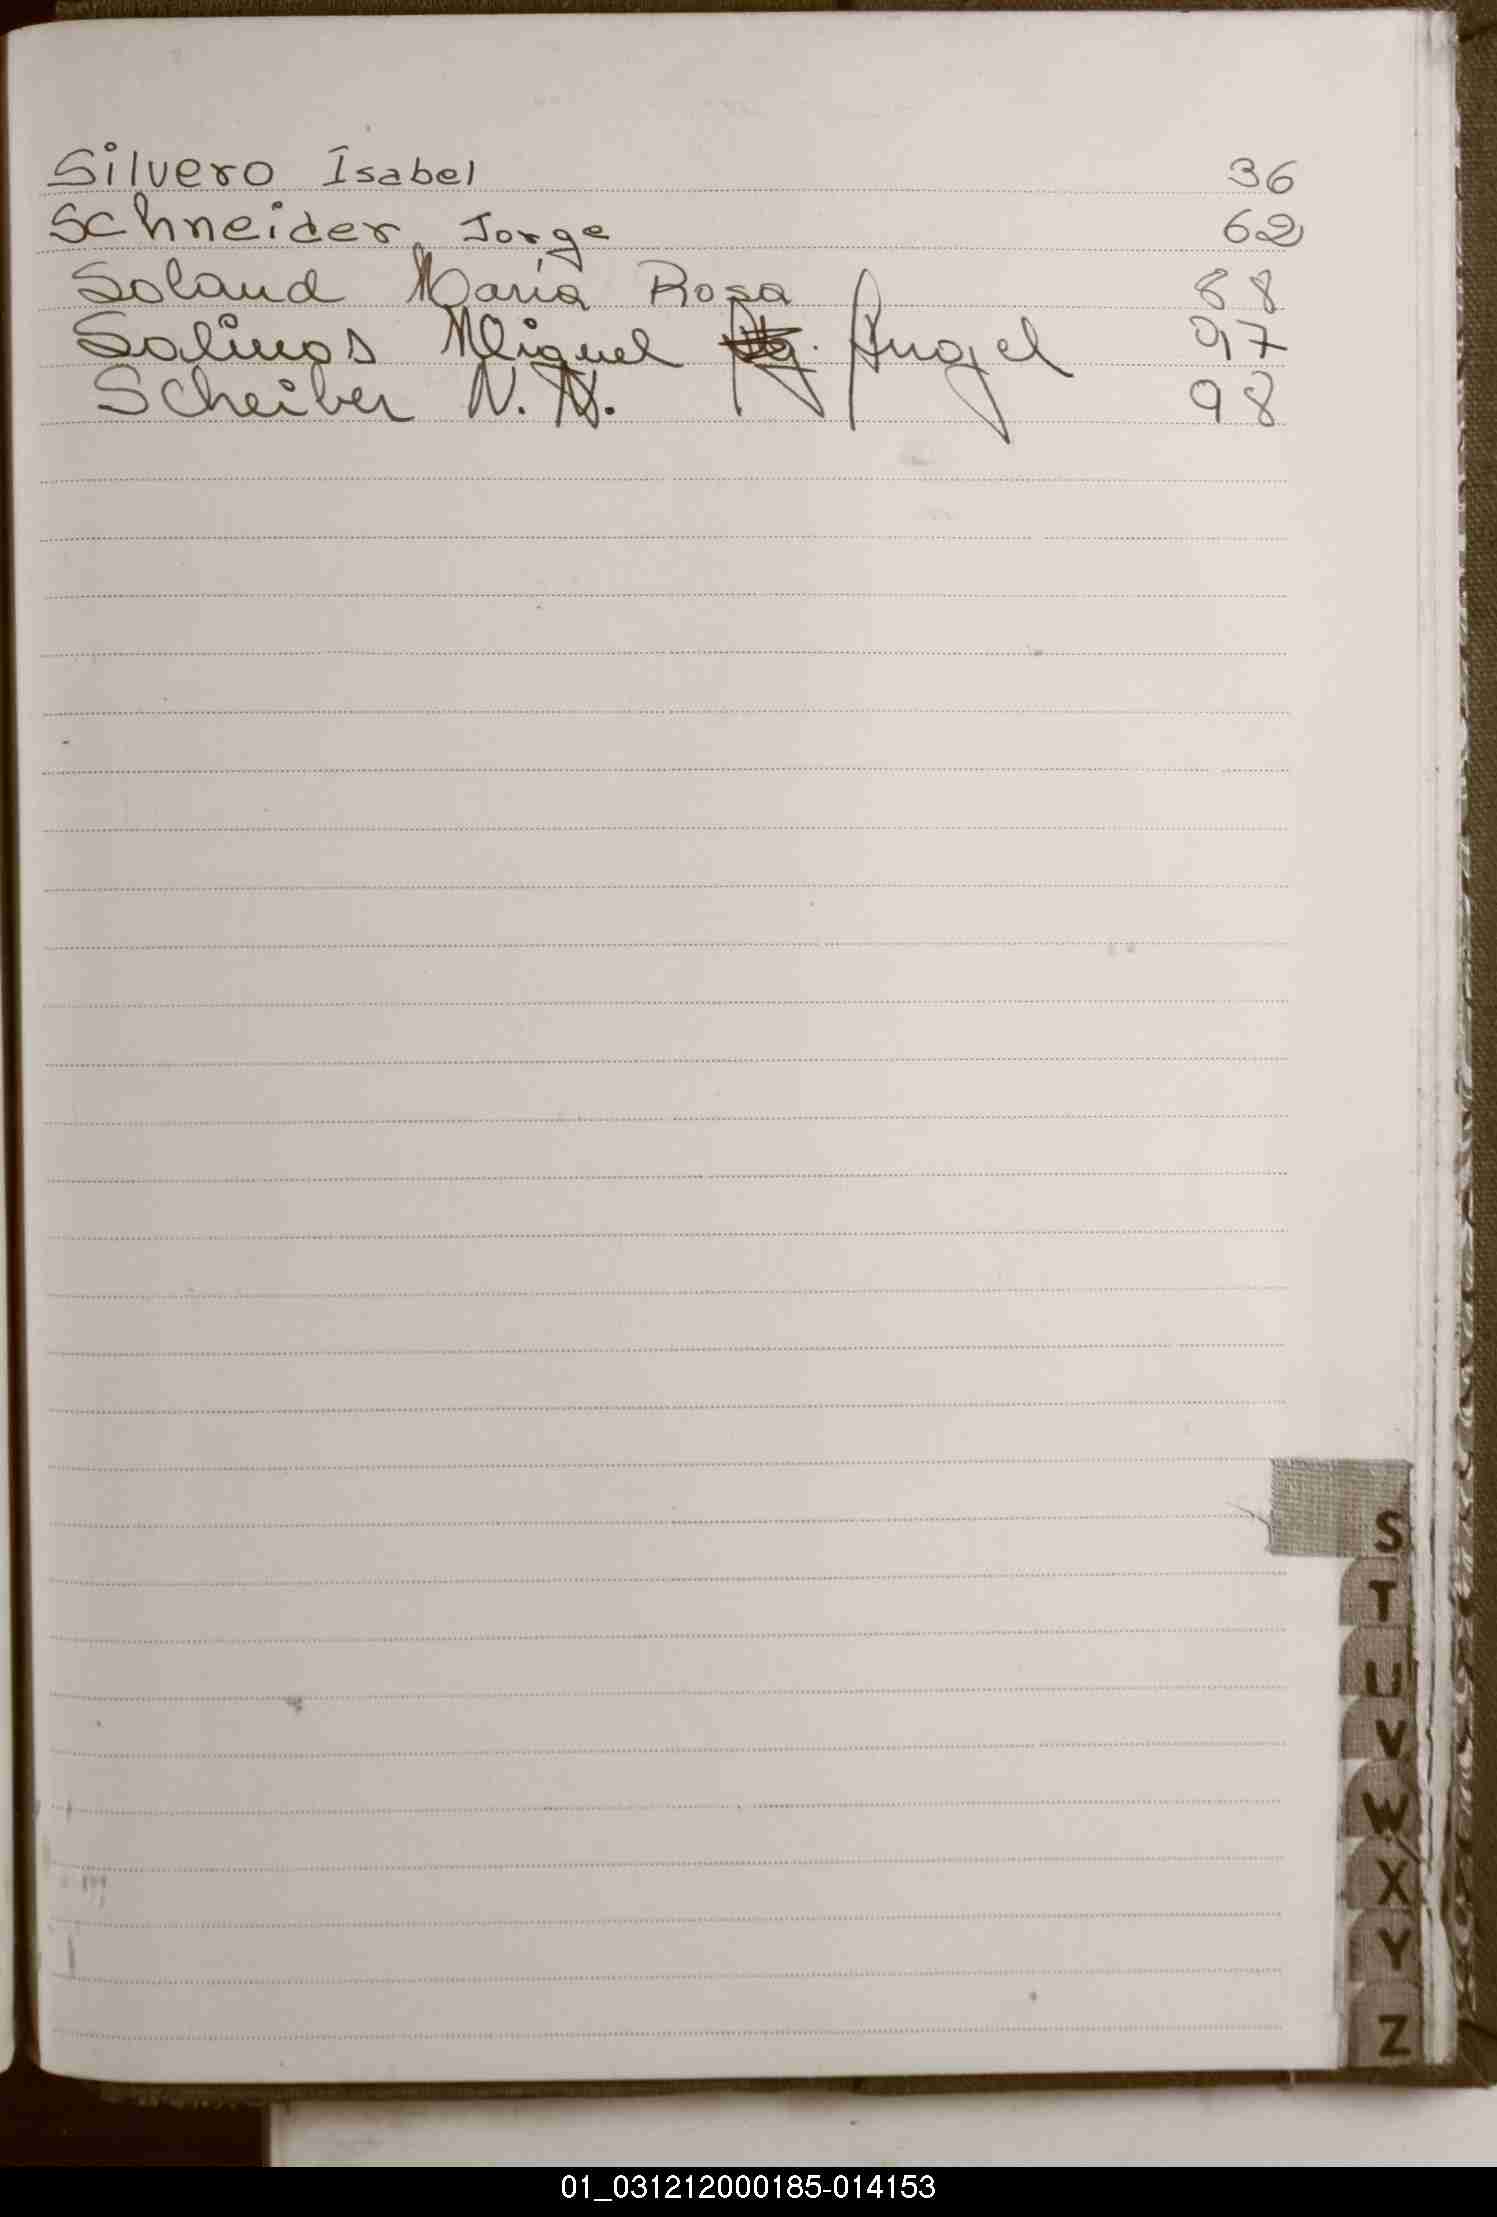 Silvero Isabel 36
Schneider, Jorge 62
Soland María Rosa 88
Salinas Miguel Angel 97
Scheiber N. N. 98
S
T
U
V
W
X
Y
Z
01_031212000185-014153